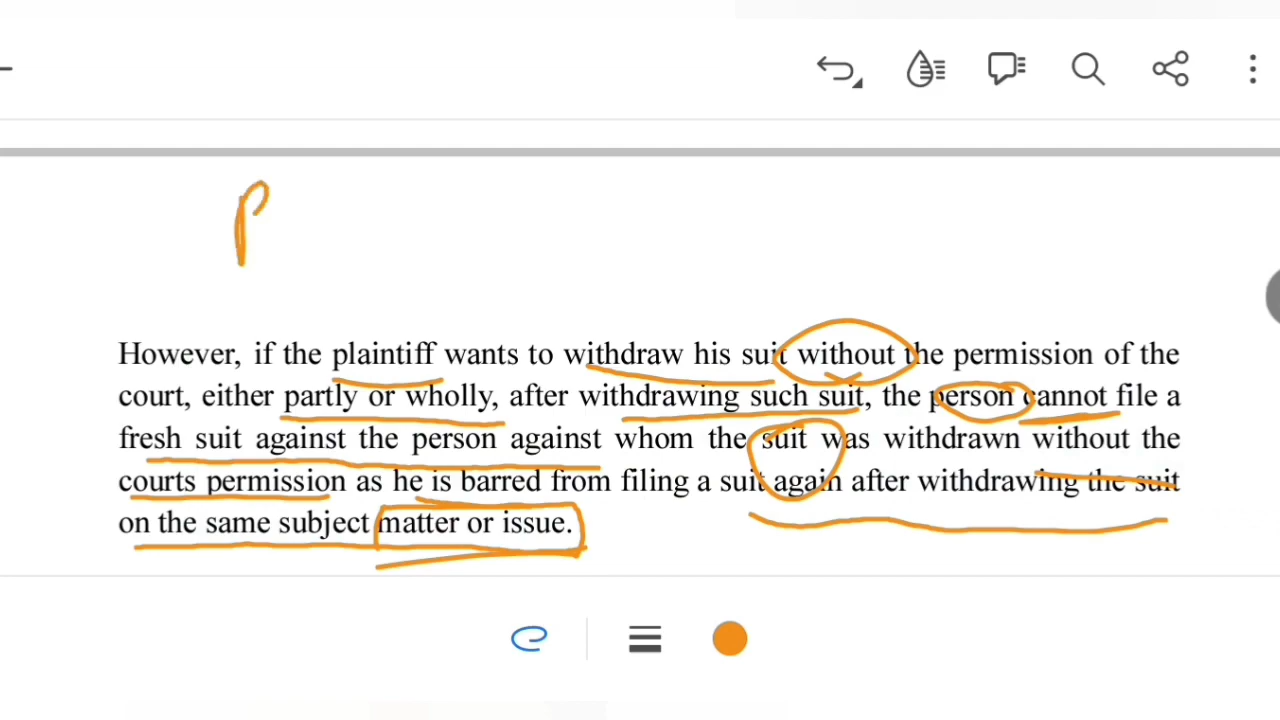 P
However, if the plaintiff wants to withdraw his suit without the permission of the
court, either partly or wholly, after withdrawing such suit, the person cannot file a
fresh suit against the person against whom the suit was withdrawn without the
courts permission as he is barred from filing a suit again after withdrawing the suit
on the same subject matter or issue.